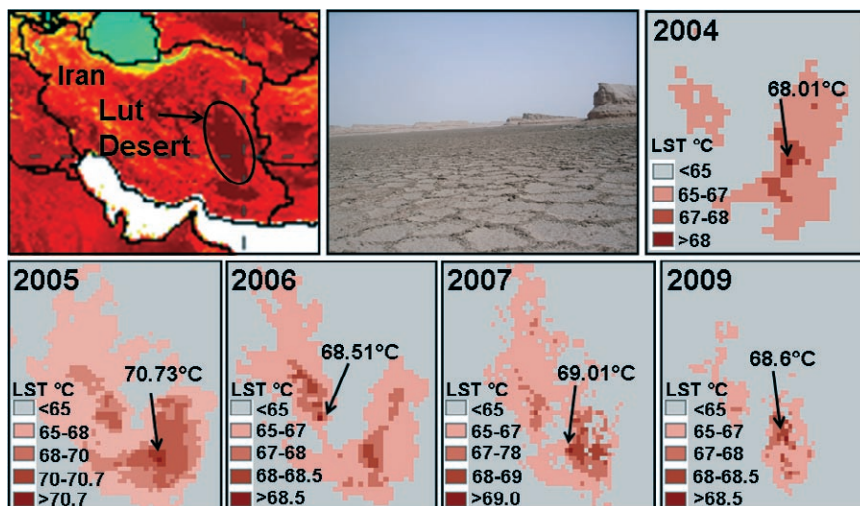 Iran
Lut
Desert
2004
68.01°C
LST °C
<65
65-67
67-68
>68
2005
70.73°C
LST °C
<65
65-68
68-70
70-70.7
>70.7
2006
68.51°C
LST °C
<65
65-67
67-68
68-68.5
>68.5
2007
69.01°C
LST °C
<65
65-67
67-78
68-69
>69.0
2009
68.6°C
LST °C
<65
65-67
67-68
68-68.5
>68.5